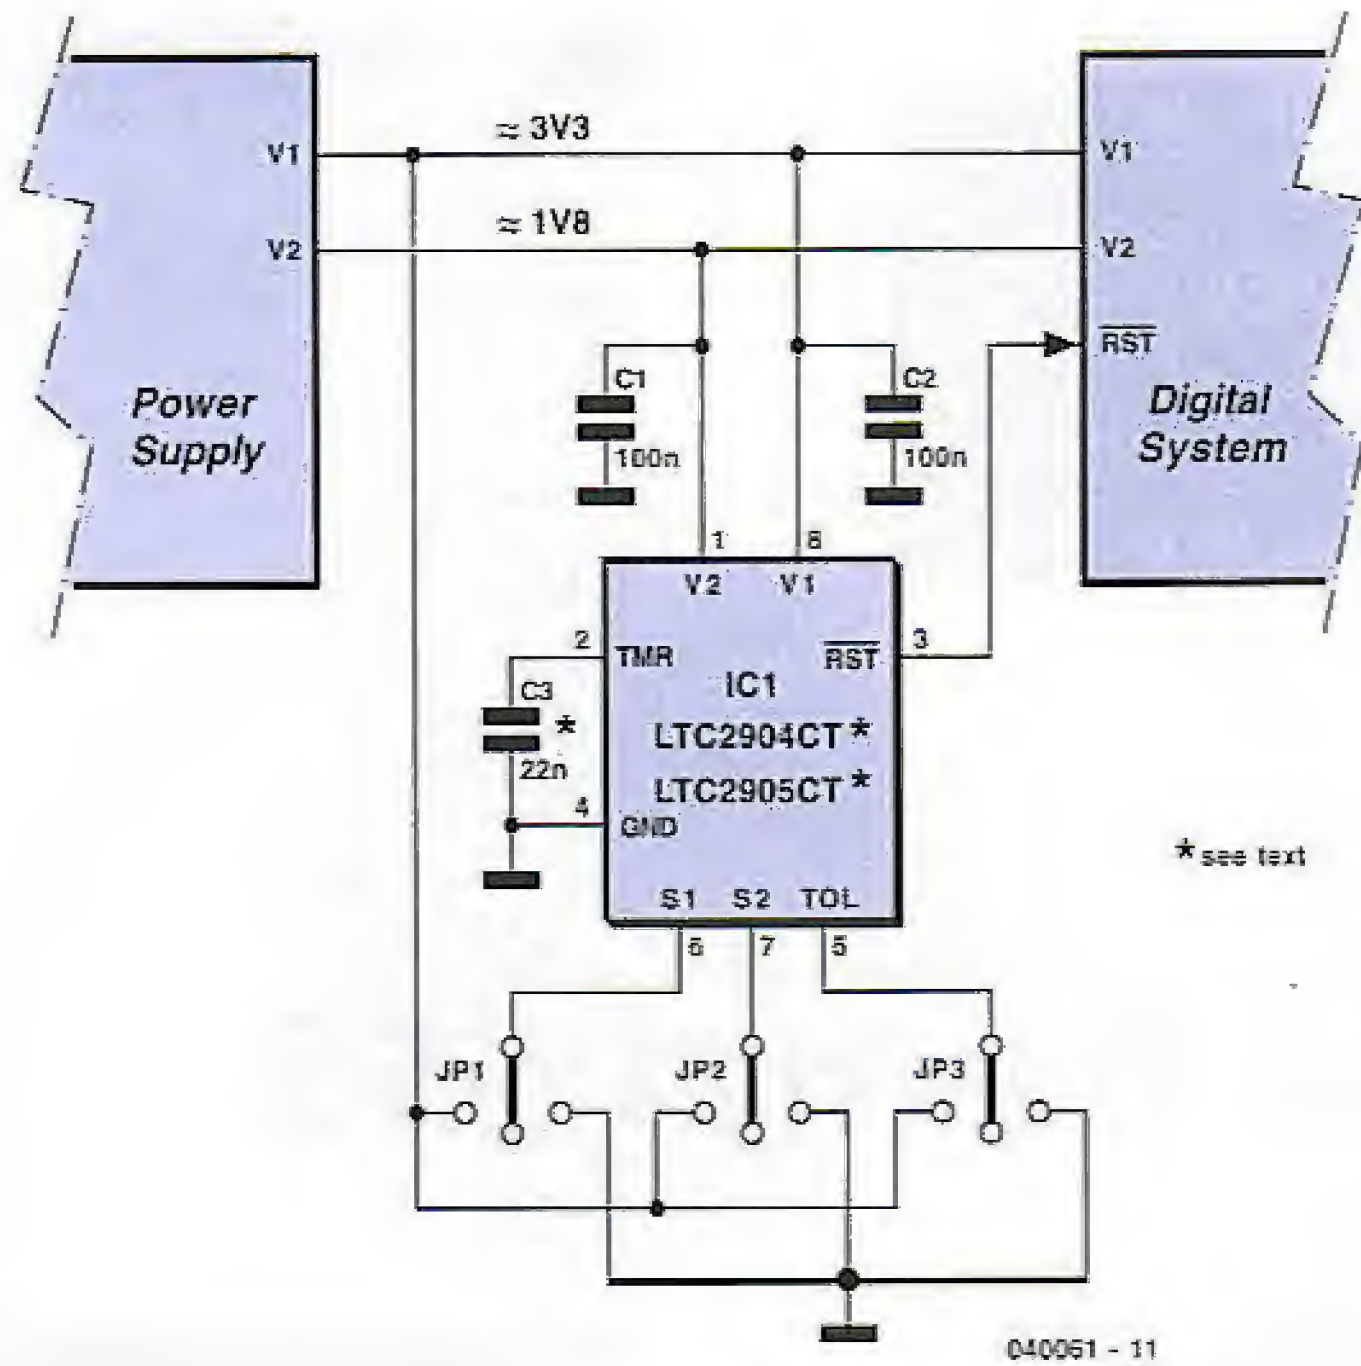 ≈ 3V3
V1
V1
≈ 1V8
V2
V2
RST
Power
Supply
Digital
System
C1
100n
C2
100n
1
8
V2
V1
2
TMR
RST
3
IC1
LTC2904CT*
LTC2905CT*
C3
*
22n
4
GND
S1
S2
TOL
6
7
5
* see text
JP1
JP2
JP3
040061 - 11